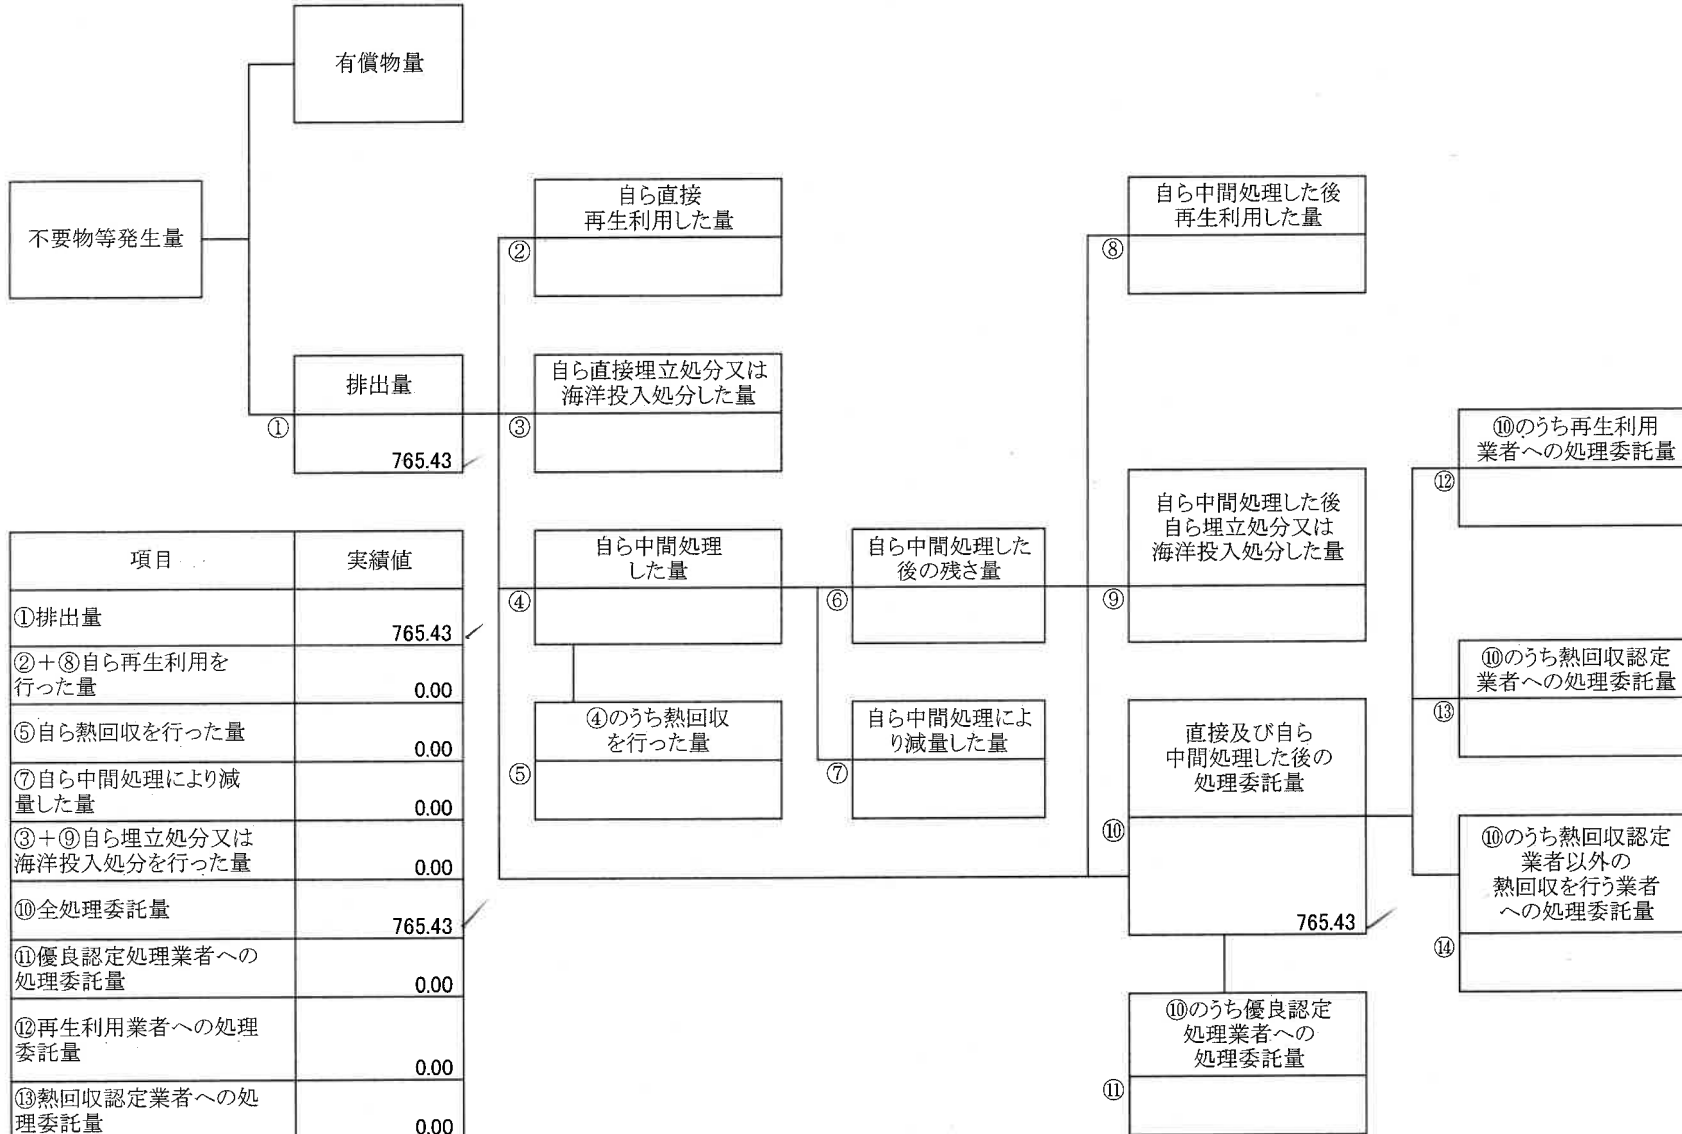 有償物量
不要物等発生量
排出量
①
765.43
自ら直接
再生利用した量
②
自ら直接埋立処分又は
海洋投入処分した量
③
自ら中間処理
した量
④
④のうち熱回収
を行った量
⑤
自ら中間処理した
後の残さ量
⑥
自ら中間処理によ
り減量した量
⑦
自ら中間処理した後
再生利用した量
⑧
自ら中間処理した後
自ら埋立処分又は
海洋投入処分した量
⑨
直接及び自ら
中間処理した後の
処理委託量
⑩
765.43
⑩のうち優良認定
処理業者への
処理委託量
⑪
⑩のうち再生利用
業者への処理委託量
⑫
⑩のうち熱回収認定
業者への処理委託量
⑬
⑩のうち熱回収認定
業者以外の
熱回収を行う業者
への処理委託量
⑭
項目 実績値
①排出量
765.43
②+⑧自ら再生利用を
行った量 0.00
⑤自ら熱回収を行った量
0.00
⑦自ら中間処理により減
量した量 0.00
③+⑨自ら埋立処分又は
海洋投入処分を行った量 0.00
⑩全処理委託量
765.43
⑪優良認定処理業者への
処理委託量 0.00
⑫再生利用業者への処理
委託量
0.00
⑬熱回収認定業者への処
理委託量 0.00